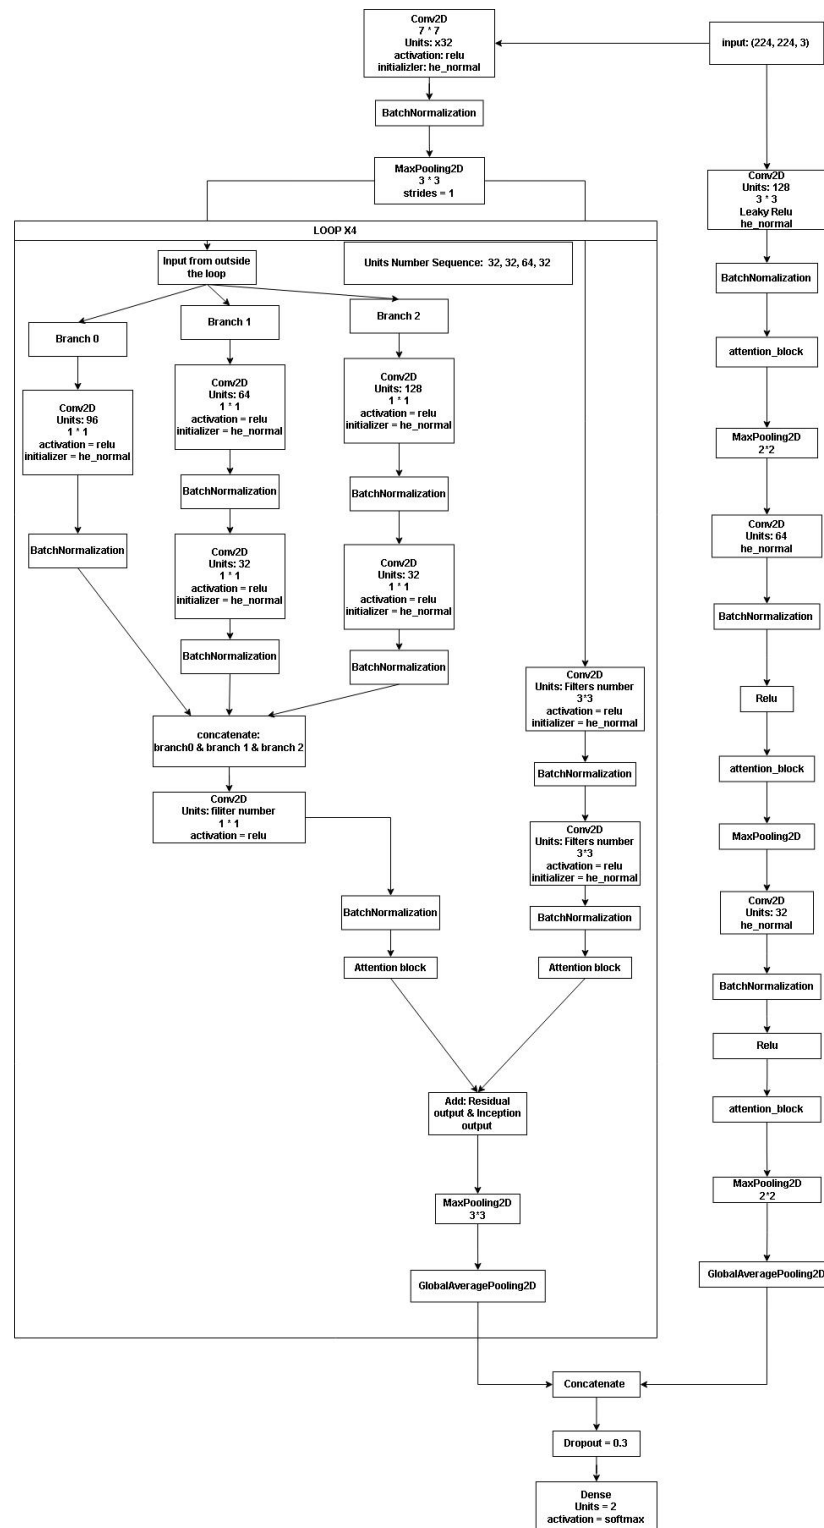 Conv2D
7 * 7
Units: x32
activation: relu
initializler: he_normal
input: (224, 224, 3)
BatchNormalization
MaxPooling2D
3 * 3
strides = 1
Conv2D
Units: 128
3 * 3
Leaky Relu
he_normal
LOOP X4
Input from outside
the loop
Units Number Sequence: 32, 32, 64, 32
BatchNomalization
Branch 0
Branch 1
Branch 2
attention_block
Conv2D
Units: 96
1 * 1
activation = relu
initializer = he_normal
Conv2D
Units: 64
1 * 1
activation = relu
initializer = he_normal
Conv2D
Units: 128
1 * 1
activation = relu
initializer = he_normal
MaxPooling2D
2*2
BatchNormalization
BatchNormalization
Conv2D
Units: 64
he_normal
BatchNormalization
Conv2D
Units: 32
1 * 1
activation = relu
initializer = he_normal
Conv2D
Units: 32
1 * 1
activation = relu
initializer = he_normal
BatchNormalization
BatchNormalization
BatchNormalization
Conv2D
Units: Filters number
3*3
activation = relu
initializer = he_normal
Relu
concatenate:
branch0 & branch 1 & branch 2
BatchNormalization
attention_block
Conv2D
Units: filiter number
1 * 1
activation = relu
Conv2D
Units: Filters number
3*3
activation = relu
initializer = he_normal
MaxPooling2D
BatchNormalization
BatchNormalization
Conv2D
Units: 32
he_normal
Attention block
Attention block
BatchNormalization
Relu
Add: Residual
output & Inception
output
attention_block
MaxPooling2D
3*3
MaxPooling2D
2*2
GlobalAveragePooling2D
GlobalAveragePooling2D
Concatenate
Dropout = 0.3
Dense
Units = 2
activation = softmax